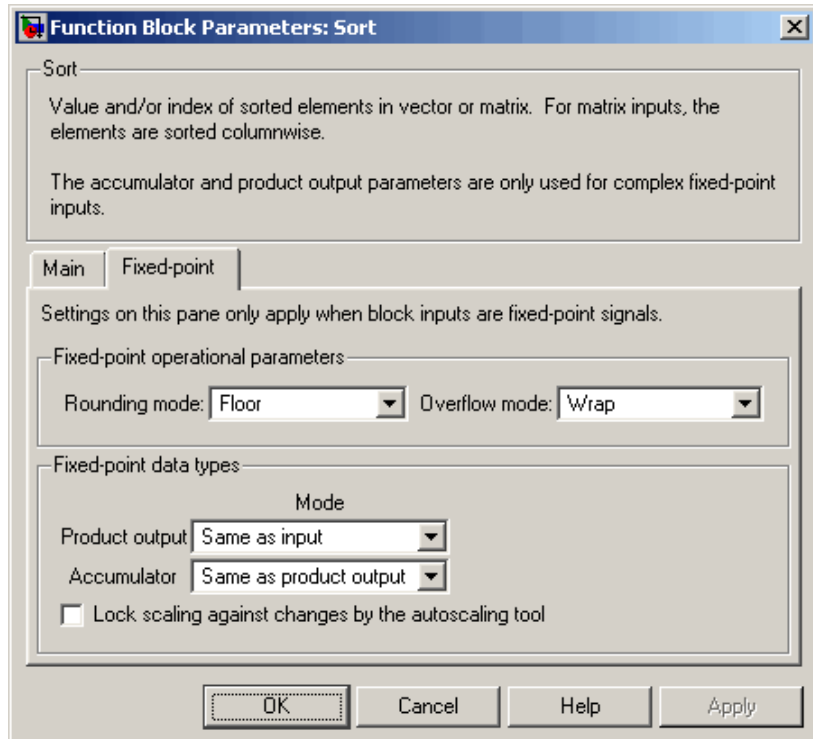 Function Block Parameters: Sort
Sort
Value and/or index of sorted elements in vector or matrix. For matrix inputs, the
elements are sorted columnwise.
The accumulator and product output parameters are only used for complex fixed-point
inputs.
Main Fixed-point
Settings on this pane only apply when block inputs are fixed-point signals.
Fixed-point operational parameters
Rounding mode: Floor Overflow mode: Wrap
Fixed-point data types
Mode
Product output Same as input
Accumulator Same as product output
Lock scaling against changes by the autoscaling tool
OK Cancel Help Apply